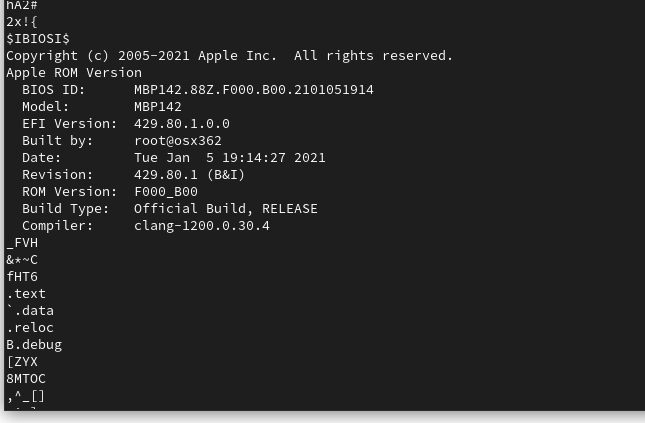 hA2#
2x!{
$IBIOSI$
Copyright (c) 2005-2021 Apple Inc.  All rights reserved.
Apple ROM Version
  BIOS ID:      MBP142.88Z.F000.B00.2101051914
  Model:        MBP142
  EFI Version:  429.80.1.0.0
  Built by:     root@osx362
  Date:         Tue Jan  5 19:14:27 2021
  Revision:     429.80.1 (B&I)
  ROM Version:  F000_B00
  Build Type:   Official Build, RELEASE
  Compiler:     clang-1200.0.30.4
_FVH
&*~C
fHT6
.text
`.data
.reloc
B.debug
[ZYX
8MTOC
,^_[]